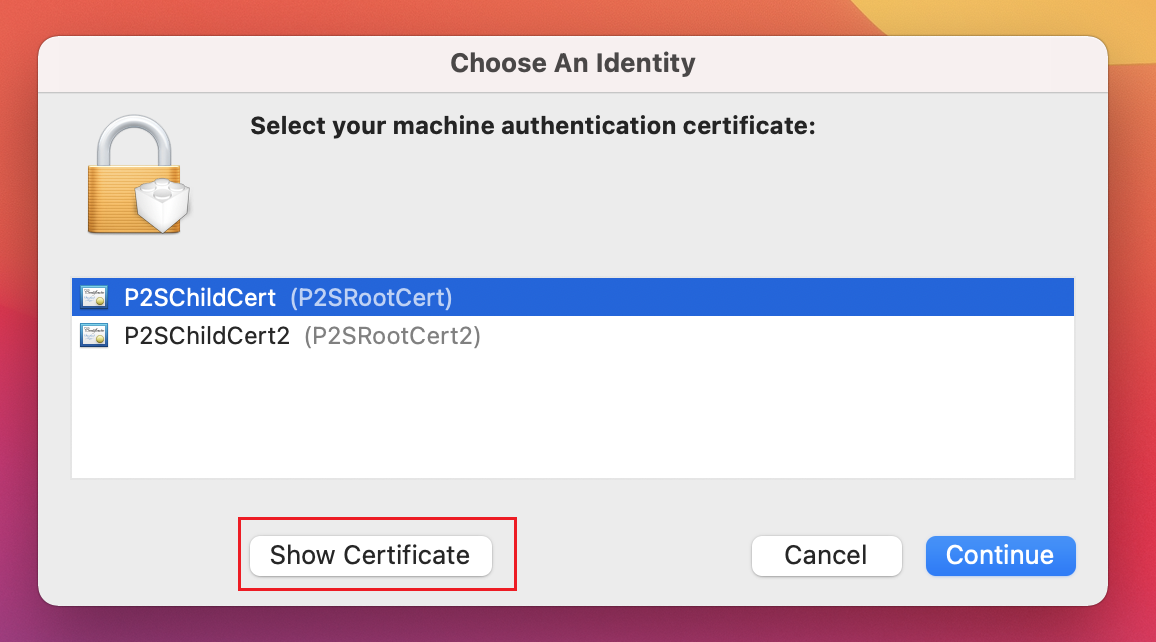 Choose An Identity
Select your machine authentication certificate:
P2SChildCert (P2SRootCert)
P2SChildCert2 (P2SRootCert2)
Show Certificate Cancel Continue